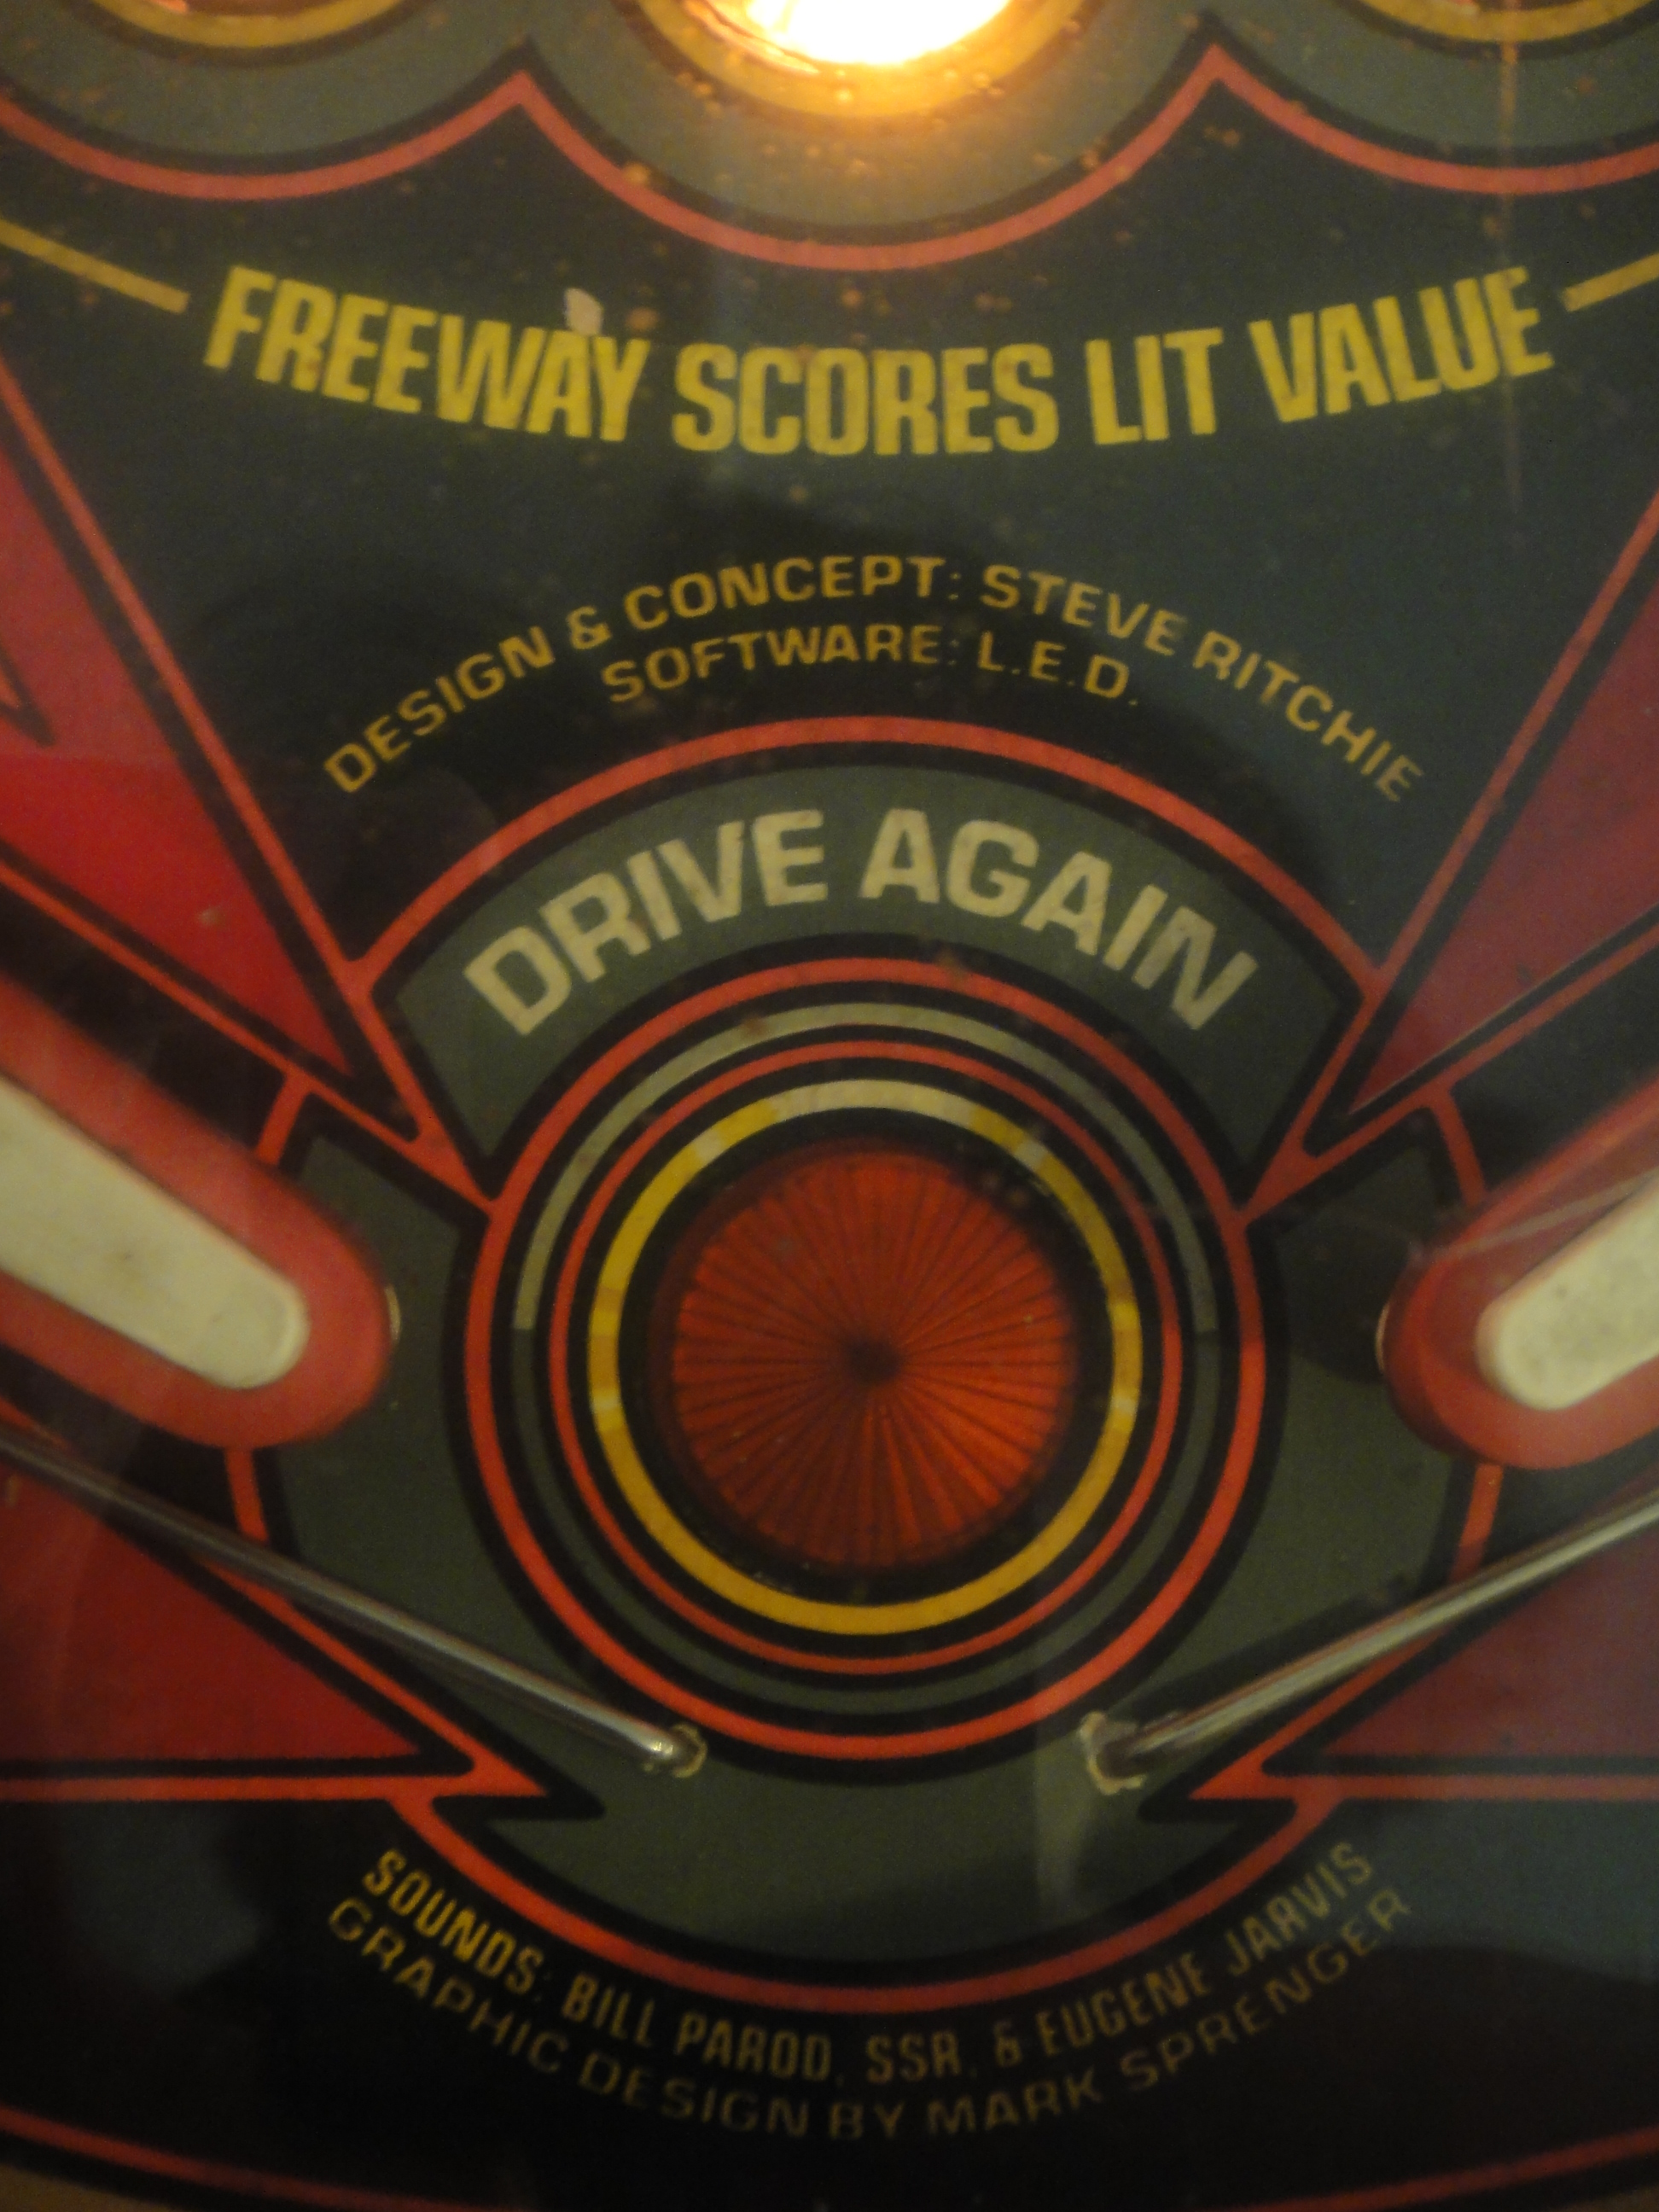 FREEWAY SCORES LIT VALUE
DESIGN & CONCEPT: STEVE RITCHIE
SOFTWARE: L.E.D.
DRIVE AGAIN
SOUNDS: BILL PAROD, SSR, & EUGENE JARVIS
GRAPHIC DESIGN BY MARK SPRENGER